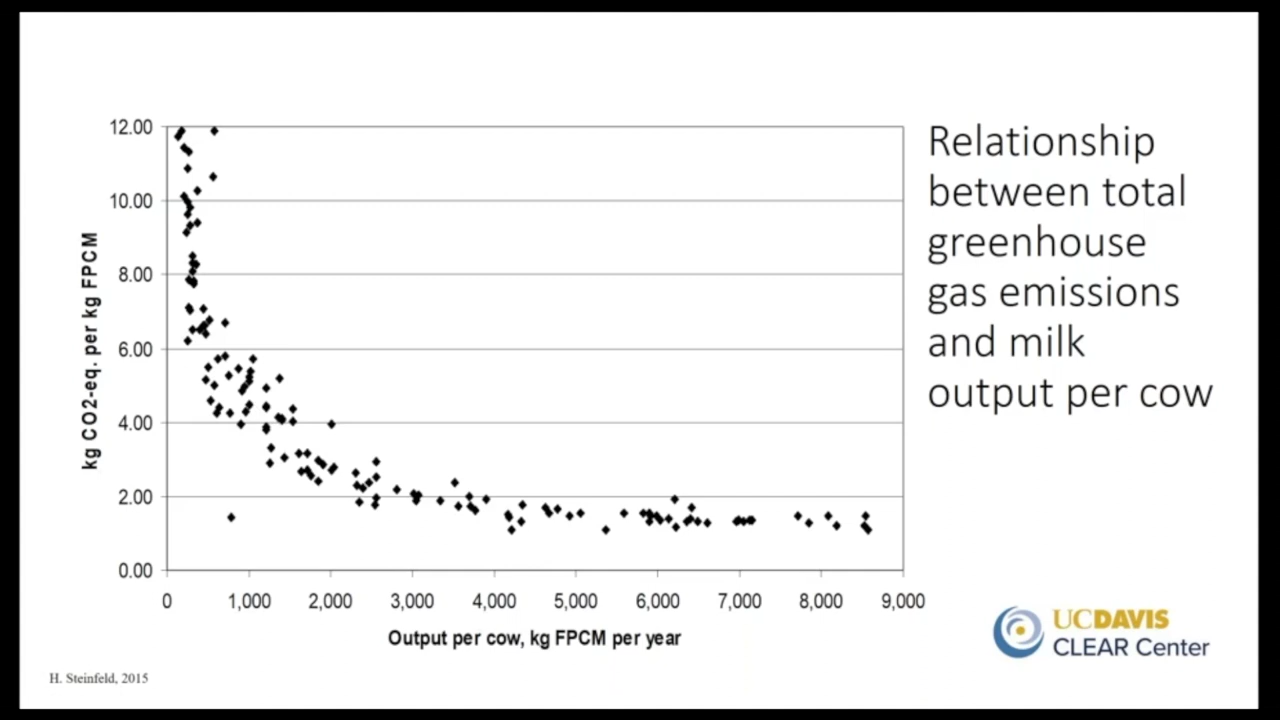 Relationship
between total
greenhouse
gas emissions
and milk
output per cow
kg CO2-eq. per kg FPCM
12.00
10.00
8.00
6.00
4.00
2.00
0.00
0 1,000 2,000 3,000 4,000 5,000 6,000 7,000 8,000 9,000
Output per cow, kg FPCM per year
UCDAVIS
CLEAR Center
H. Steinfeld, 2015